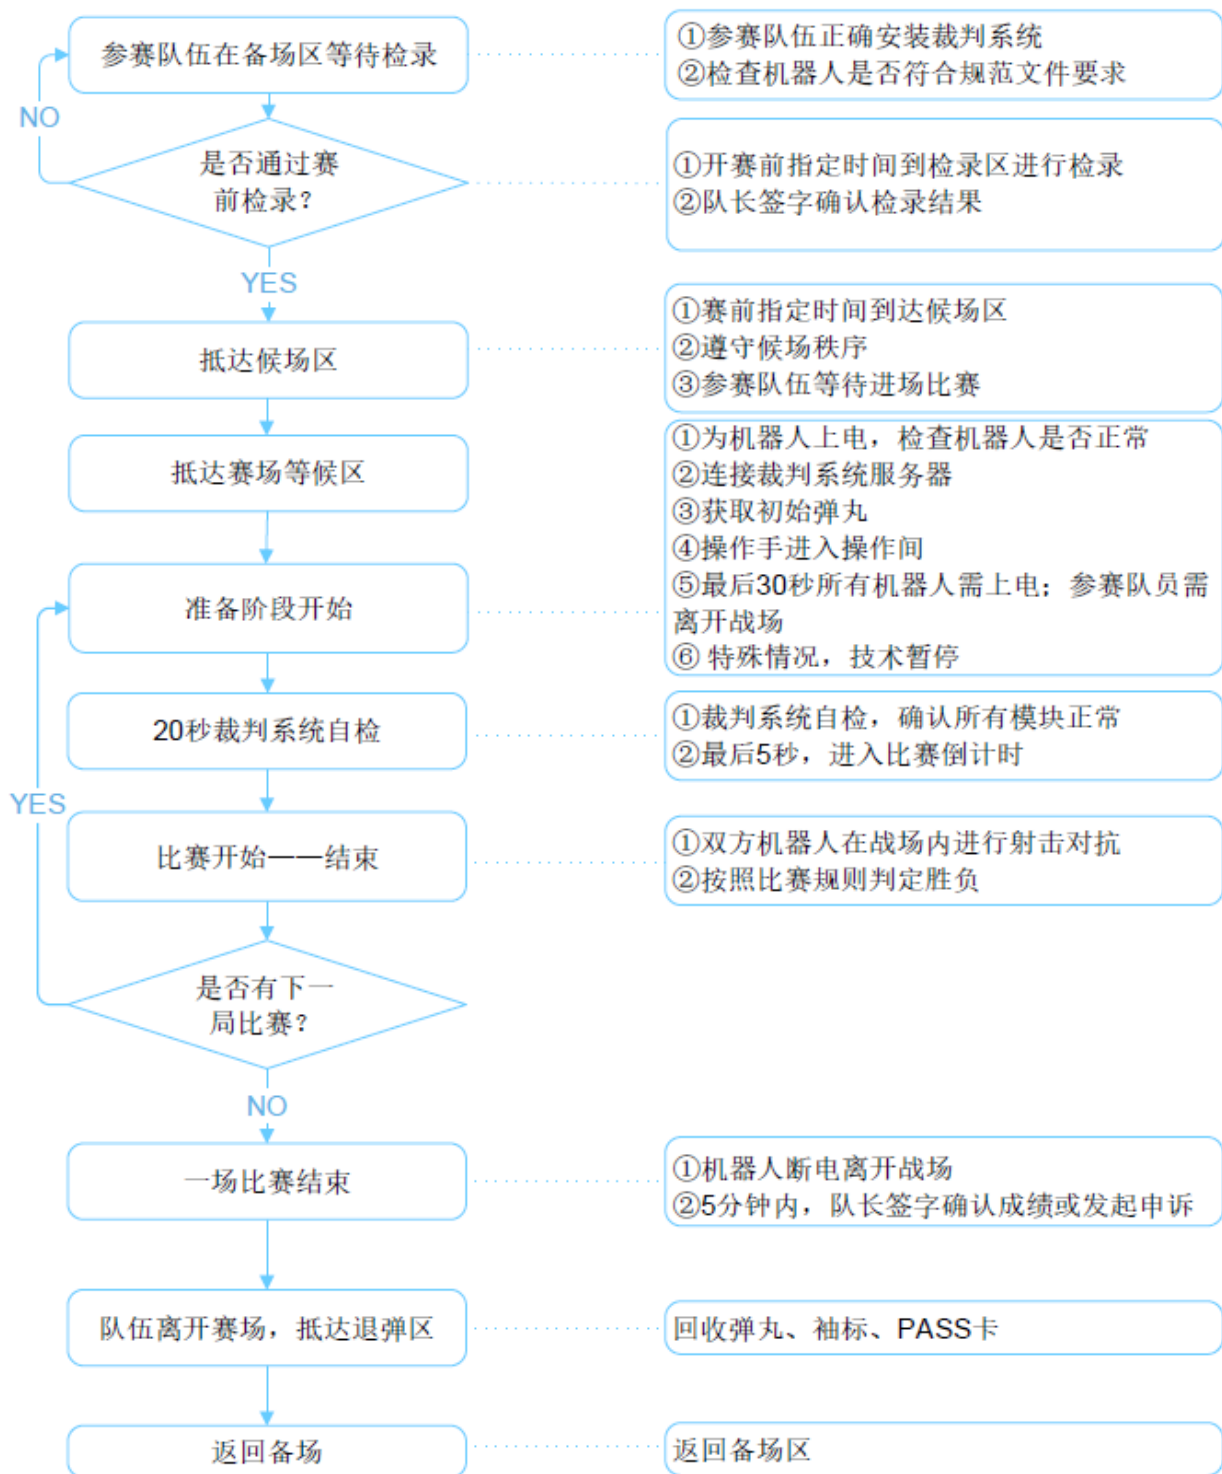 参赛队伍在备场区等待检录
①参赛队伍正确安装裁判系统
②检查机器人是否符合规范文件要求
NO
是否通过赛
前检录？
①开赛前指定时间到检录区进行检录
②队长签字确认检录结果
YES
抵达候场区
①赛前指定时间到达候场区
②遵守候场秩序
③参赛队伍等待进场比赛
抵达赛场等候区
①为机器人上电，检查机器人是否正常
②连接裁判系统服务器
③获取初始弹丸
④操作手进入操作间
⑤最后30秒所有机器人需上电；参赛队员需
离开战场
⑥ 特殊情况，技术暂停
准备阶段开始
20秒裁判系统自检
①裁判系统自检，确认所有模块正常
②最后5秒，进入比赛倒计时
YES
比赛开始——结束
①双方机器人在战场内进行射击对抗
②按照比赛规则判定胜负
是否有下一
局比赛？
NO
一场比赛结束
①机器人断电离开战场
②5分钟内，队长签字确认成绩或发起申诉
队伍离开赛场，抵达退弹区
回收弹丸、袖标、PASS卡
返回备场
返回备场区